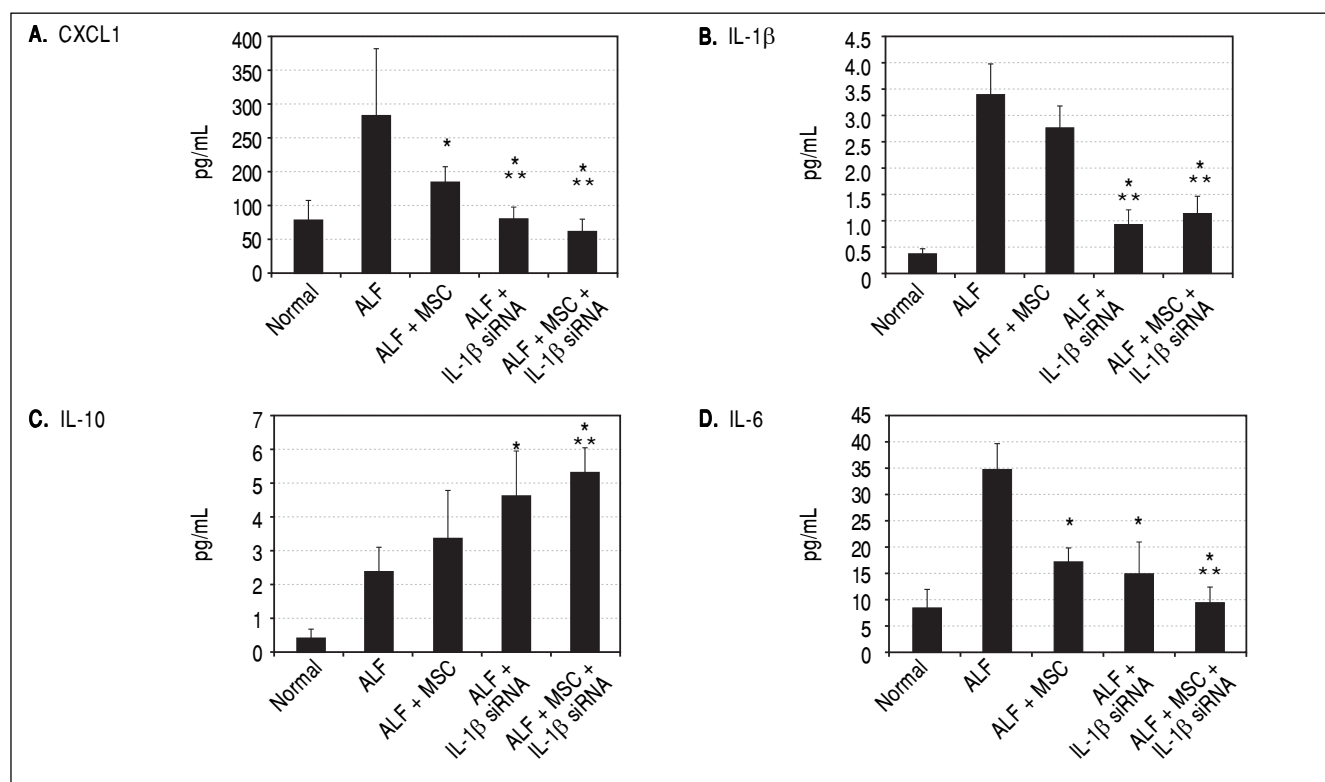 A. CXCL1
400
350
300
250
200
150
100
50
0
pg/mL
*
*
**
*
**
Normal
ALF
ALF + MSC
ALF +
IL-1β siRNA
ALF + MSC +
IL-1β siRNA
B. IL-1β
4.5
4.0
3.5
3.0
2.5
2.0
1.5
1.0
0.5
0
pg/mL
*
**
*
**
Normal
ALF
ALF + MSC
ALF +
IL-1β siRNA
ALF + MSC +
IL-1β siRNA
C. IL-10
7
6
5
4
3
2
1
0
pg/mL
*
*
**
Normal
ALF
ALF + MSC
ALF +
IL-1β siRNA
ALF + MSC +
IL-1β siRNA
D. IL-6
45
40
35
30
25
20
15
10
5
0
pg/mL
*
*
*
**
Normal
ALF
ALF + MSC
ALF +
IL-1β siRNA
ALF + MSC +
IL-1β siRNA